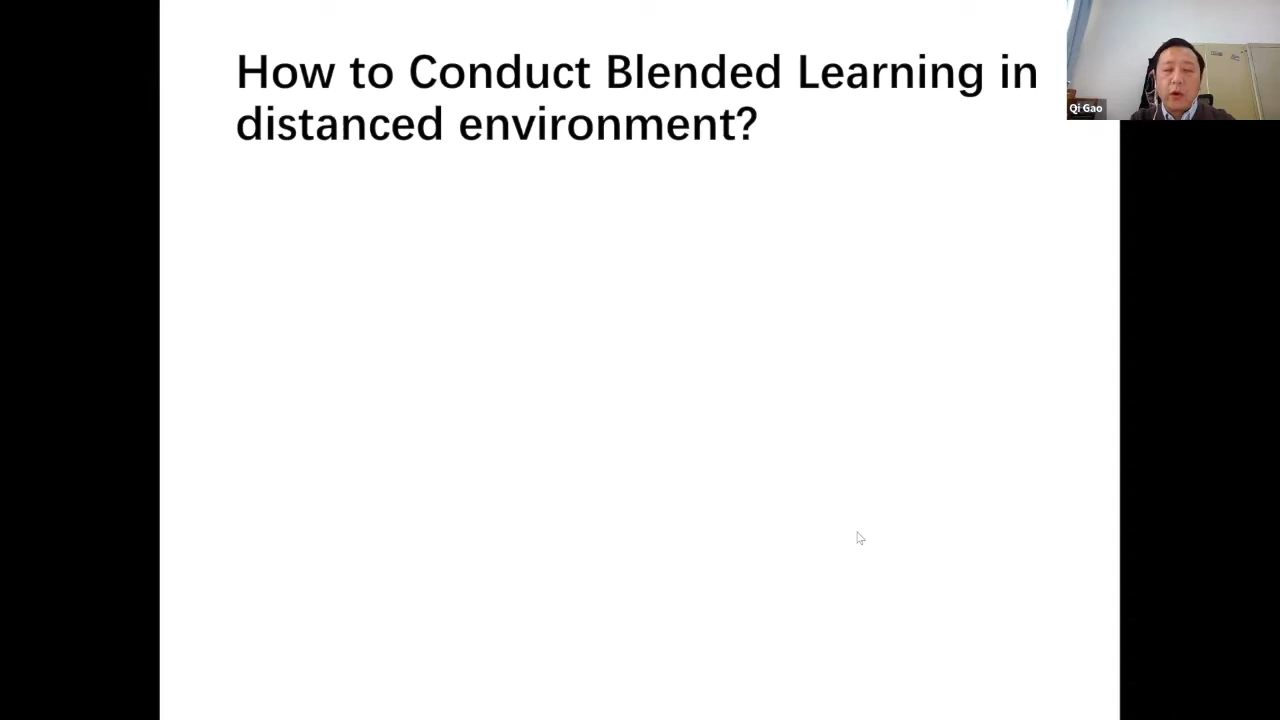 How to Conduct Blended Learning in
distanced environment?
Qi Gao